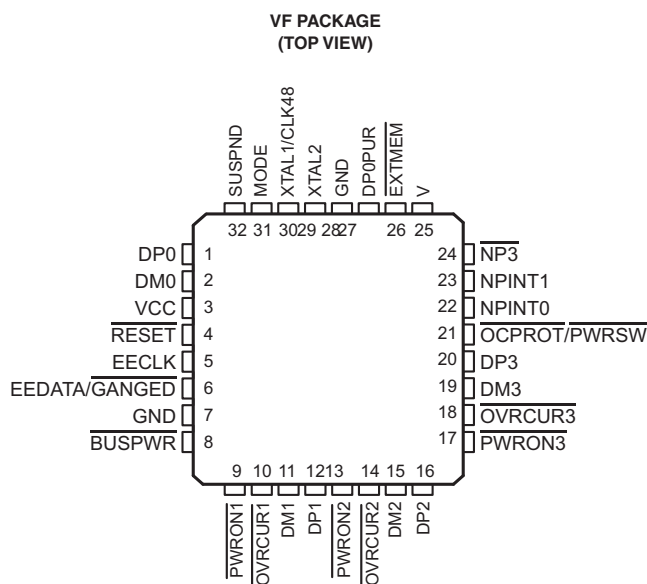 VF PACKAGE
(TOP VIEW)
SUSPND
MODE
XTAL1/CLK48
XTAL2
GND
DP0PUR
EXTMEM
V
32 31 30 29 28 27 26 25
DP0 1
DM0 2
VCC 3
RESET 4
EECLK 5
EEDATA/GANGED 6
GND 7
BUSPWR 8
24 NP3
23 NPINT1
22 NPINT0
21 OCPROT/PWRSW
20 DP3
19 DM3
18 OVRCUR3
17 PWRON3
9 10 11 12 13 14 15 16
PWRON1
OVRCUR1
DM1
DP1
PWRON2
OVRCUR2
DM2
DP2